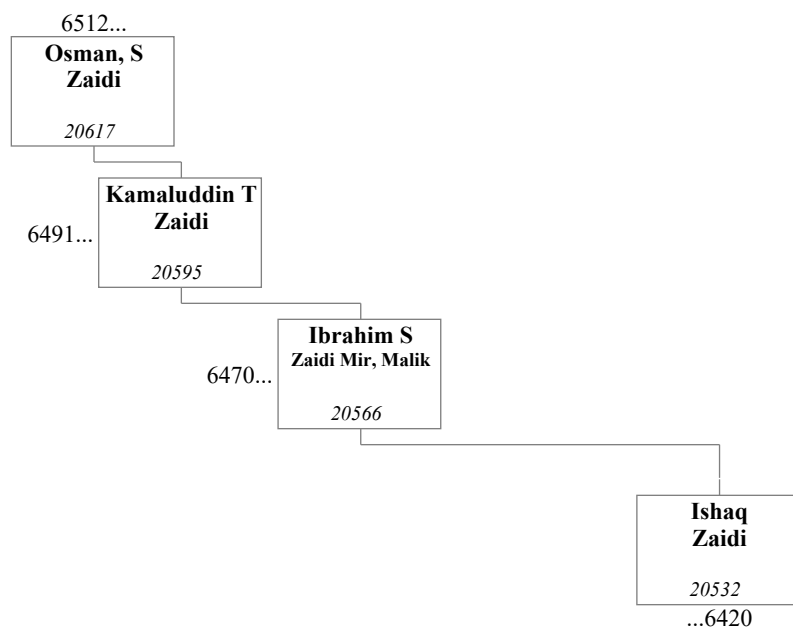 6512...
Osman, S
Zaidi
20617
Kamaluddin T
Zaidi
6491...
20595
Ibrahim S
Zaidi Mir, Malik
6470...
20566
Ishaq
Zaidi
20532
...6420